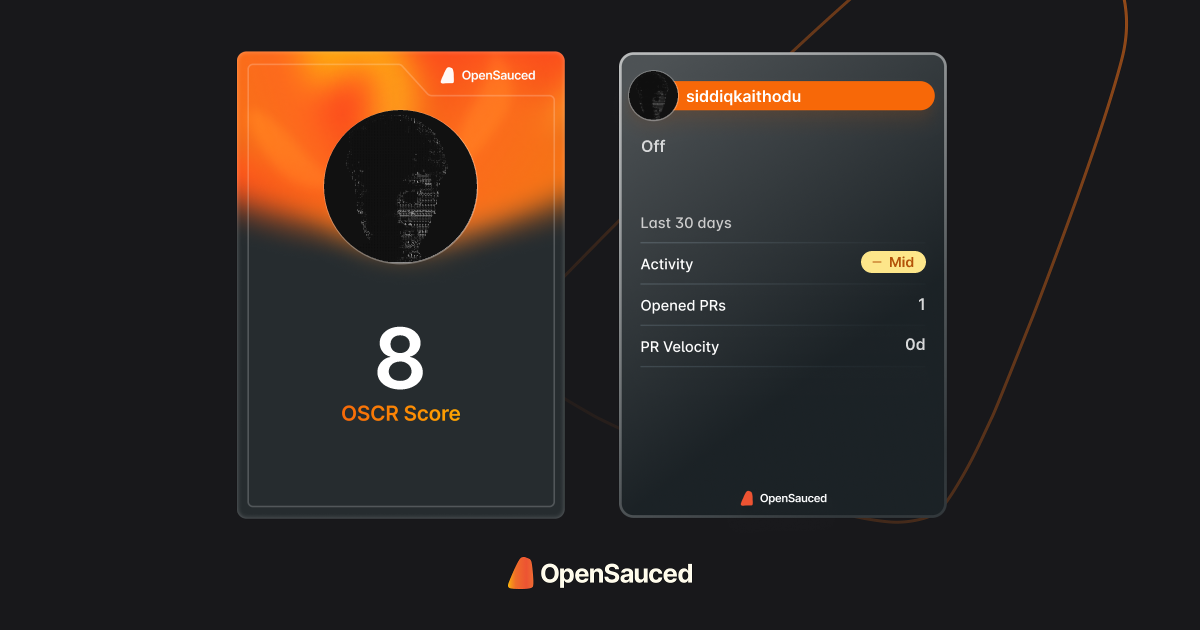 OpenSauced
8
OSCR Score
siddiqkaithodu
Off
Last 30 days
Activity – Mid
Opened PRs 1
PR Velocity 0d
OpenSauced
OpenSauced